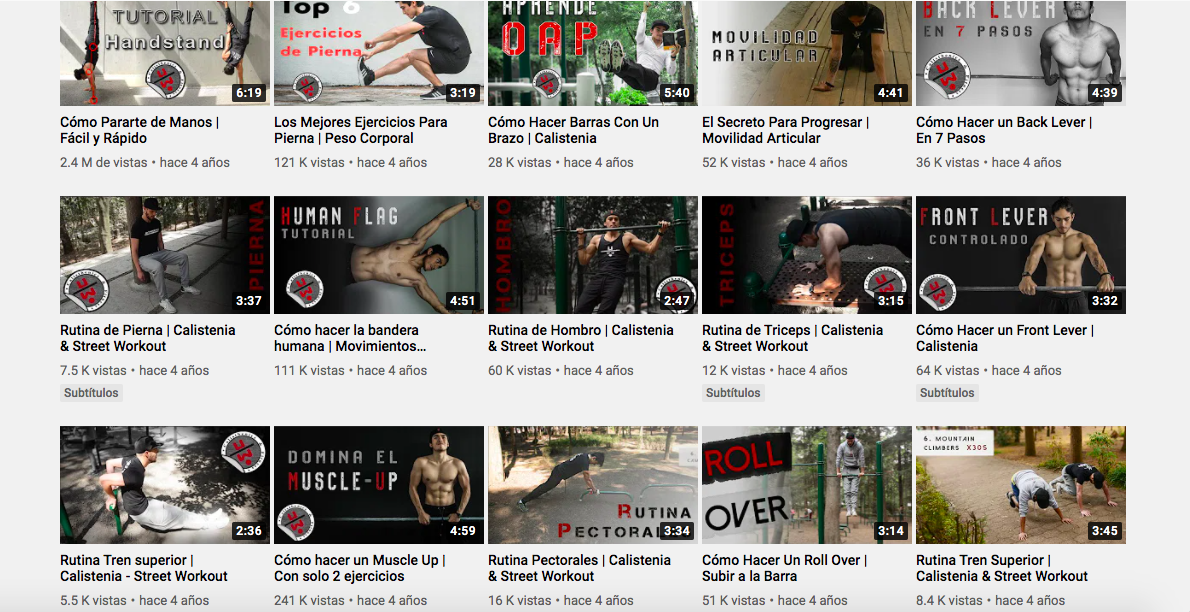 TUTORIAL
Handstand
6:19
Top 6
Ejercicios
de Pierna
3:19
APRENDE
OAP
5:40
MOVILIDAD
ARTICULAR
4:41
BACK LEVER
EN 7 PASOS
4:39
Cómo Pararte de Manos |
Fácil y Rápido
2.4 M de vistas • hace 4 años
Los Mejores Ejercicios Para
Pierna | Peso Corporal
121 K vistas • hace 4 años
Cómo Hacer Barras Con Un
Brazo | Calistenia
28 K vistas • hace 4 años
El Secreto Para Progresar |
Movilidad Articular
52 K vistas • hace 4 años
Cómo Hacer un Back Lever |
En 7 Pasos
36 K vistas • hace 4 años
PIERNA
3:37
HUMAN FLAG
TUTORIAL
4:51
HOMBRO
2:47
TRICEPS
3:15
FRONT LEVER
CONTROLADO
3:32
Rutina de Pierna | Calistenia
& Street Workout
7.5 K vistas • hace 4 años
Subtítulos
Cómo hacer la bandera
humana | Movimientos...
111 K vistas • hace 4 años
Rutina de Hombro | Calistenia
& Street Workout
60 K vistas • hace 4 años
Rutina de Triceps | Calistenia
& Street Workout
12 K vistas • hace 4 años
Subtítulos
Cómo Hacer un Front Lever |
Calistenia
64 K vistas • hace 4 años
Subtítulos
2:36
DOMINA EL
MUSCLE-UP
4:59
RUTINA
PECTORAL
3:34
ROLL
OVER
3:14
6. MOUNTAIN
CLIMBERS X30S
3:45
Rutina Tren superior |
Calistenia - Street Workout
5.5 K vistas • hace 4 años
Cómo hacer un Muscle Up |
Con solo 2 ejercicios
241 K vistas • hace 4 años
Rutina Pectorales | Calistenia
& Street Workout
16 K vistas • hace 4 años
Cómo Hacer Un Roll Over |
Subir a la Barra
51 K vistas • hace 4 años
Rutina Tren Superior |
Calistenia & Street Workout
8.4 K vistas • hace 4 años